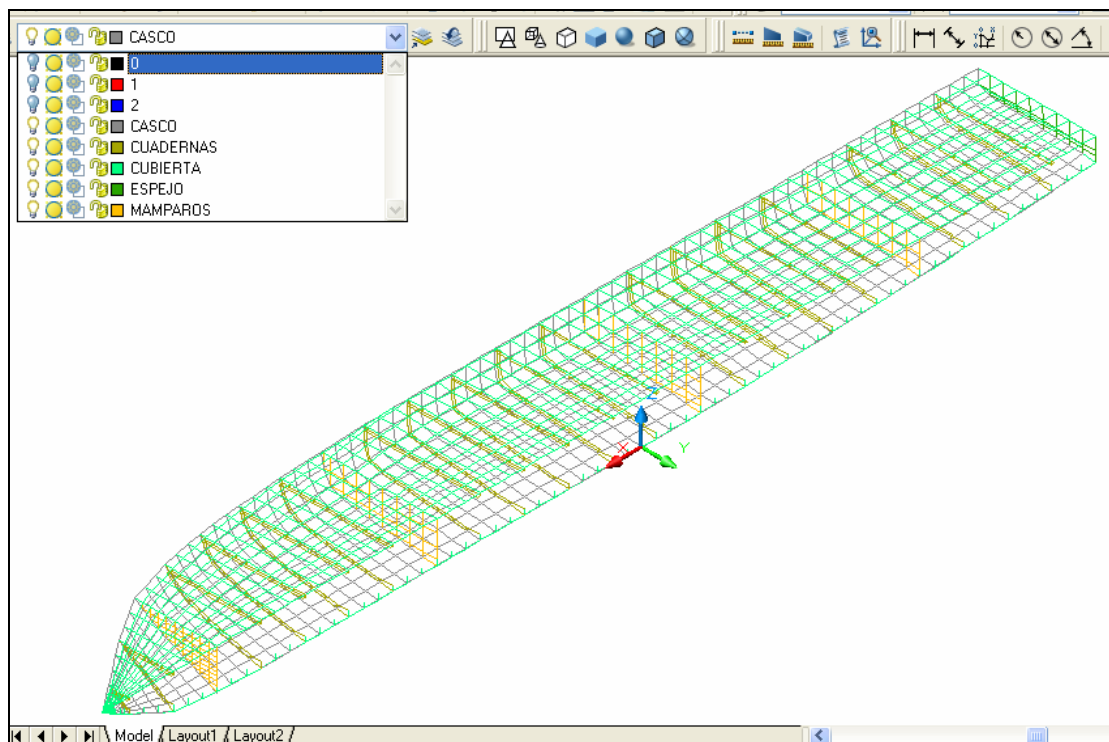 CASCO
0
1
2
CASCO
CUADERNAS
CUBIERTA
ESPEJO
MAMPAROS
Z
X
Y
Model Layout1 Layout2